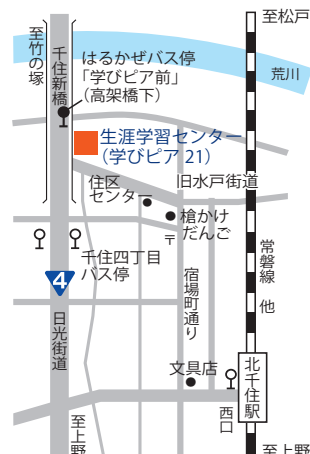 至松戸
至竹の塚
千住新橋
はるかぜバス停
「学びピア前」
（高架橋下）
荒川
生涯学習センター
（学びピア 21）
住区
センター
旧水戸街道
槍かけ
だんご
〒
千住四丁目
バス停
常磐線 他
4
宿場町通り
日光街道
文具店
北千住駅
西口
至上野
至上野